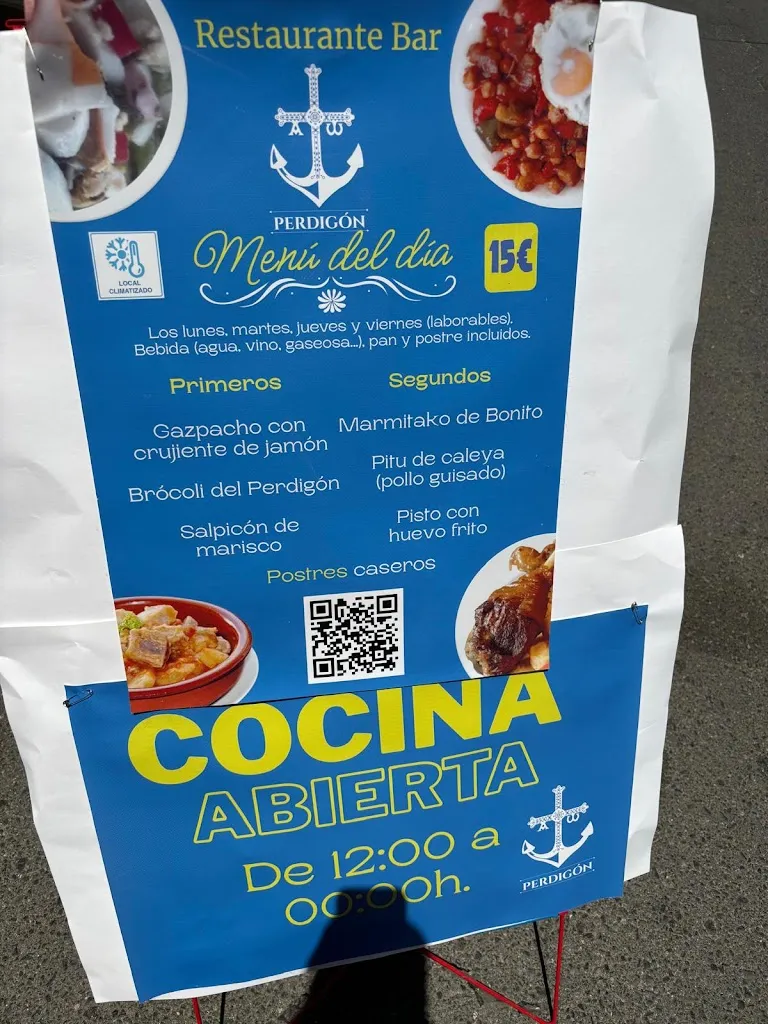 Restaurante Bar
A ω
PERDIGÓN
Menú del día
15€
LOCAL
CLIMATIZADO
Los lunes, martes, jueves y viernes (laborables).
Bebida (agua, vino, gaseosa...), pan y postre incluidos.
Primeros
Gazpacho con
crujiente de jamón
Brócoli del Perdigón
Salpicón de
marisco
Segundos
Marmitako de Bonito
Pitu de caleya
(pollo guisado)
Pisto con
huevo frito
Postres caseros
COCINA
ABIERTA
De 12:00 a
00:00h.
A ω
PERDIGÓN